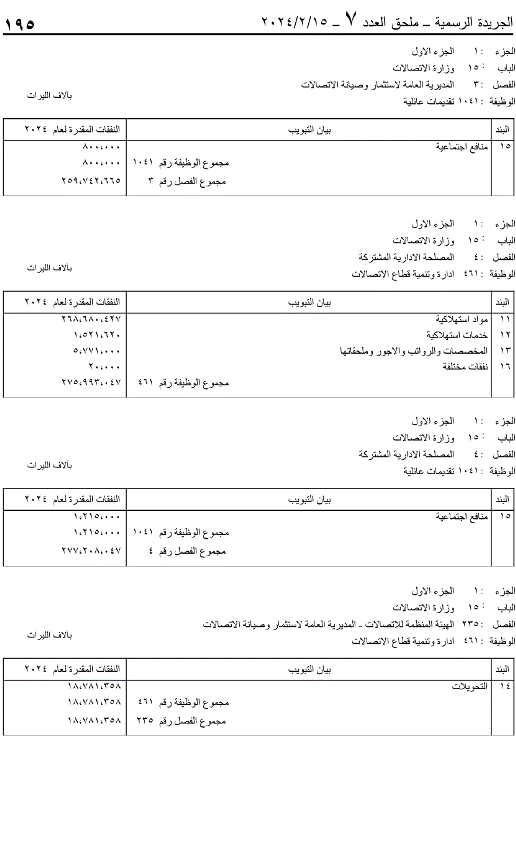 الجريدة الرسمية – ملحق العدد ٧ – ٢٠٢٤/٢/١٥ ١٩٥
الجزء : ١ الجزء الاول
الباب : ١٥ وزارة الاتصالات
الفصل : ٣ المديرية العامة لاستثمار وصيانة الاتصالات
بآلاف الليرات
الوظيفة : ١٠٤١ تقديمات عائلية
البند بيان التبويب النفقات المقدرة لعام ٢٠٢٤
١٥ منافع اجتماعية ٨٠٠،٠٠٠
مجموع الوظيفة رقم ١٠٤١ ٨٠٠،٠٠٠
مجموع الفصل رقم ٣ ٢٥٩،٧٤٢،٦٦٥
الجزء : ١ الجزء الاول
الباب : ١٥ وزارة الاتصالات
الفصل : ٤ المصلحة الادارية المشتركة
بآلاف الليرات
الوظيفة : ٤٦١ ادارة وتنمية قطاع الاتصالات
البند بيان التبويب النفقات المقدرة لعام ٢٠٢٤
١١ مواد استهلاكية ٢٦٨،٦٨٠،٤٢٧
١٢ خدمات استهلاكية ١،٥٢١،٦٢٠
١٣ المخصصات والرواتب والاجور وملحقاتها ٥،٧٧١،٠٠٠
١٦ نفقات مختلفة ٢٠،٠٠٠
مجموع الوظيفة رقم ٤٦١ ٢٧٥،٩٩٣،٠٤٧
الجزء : ١ الجزء الاول
الباب : ١٥ وزارة الاتصالات
الفصل : ٤ المصلحة الادارية المشتركة
بآلاف الليرات
الوظيفة : ١٠٤١ تقديمات عائلية
البند بيان التبويب النفقات المقدرة لعام ٢٠٢٤
١٥ منافع اجتماعية ١،٢١٥،٠٠٠
مجموع الوظيفة رقم ١٠٤١ ١،٢١٥،٠٠٠
مجموع الفصل رقم ٤ ٢٧٧،٢٠٨،٠٤٧
الجزء : ١ الجزء الاول
الباب : ١٥ وزارة الاتصالات
الفصل : ٢٣٥ الهيئة المنظمة للاتصالات - المديرية العامة لاستثمار وصيانة الاتصالات
بآلاف الليرات
الوظيفة : ٤٦١ ادارة وتنمية قطاع الاتصالات
البند بيان التبويب النفقات المقدرة لعام ٢٠٢٤
١٤ التحويلات ١٨،٧٨١،٣٥٨
مجموع الوظيفة رقم ٤٦١ ١٨،٧٨١،٣٥٨
مجموع الفصل رقم ٢٣٥ ١٨،٧٨١،٣٥٨